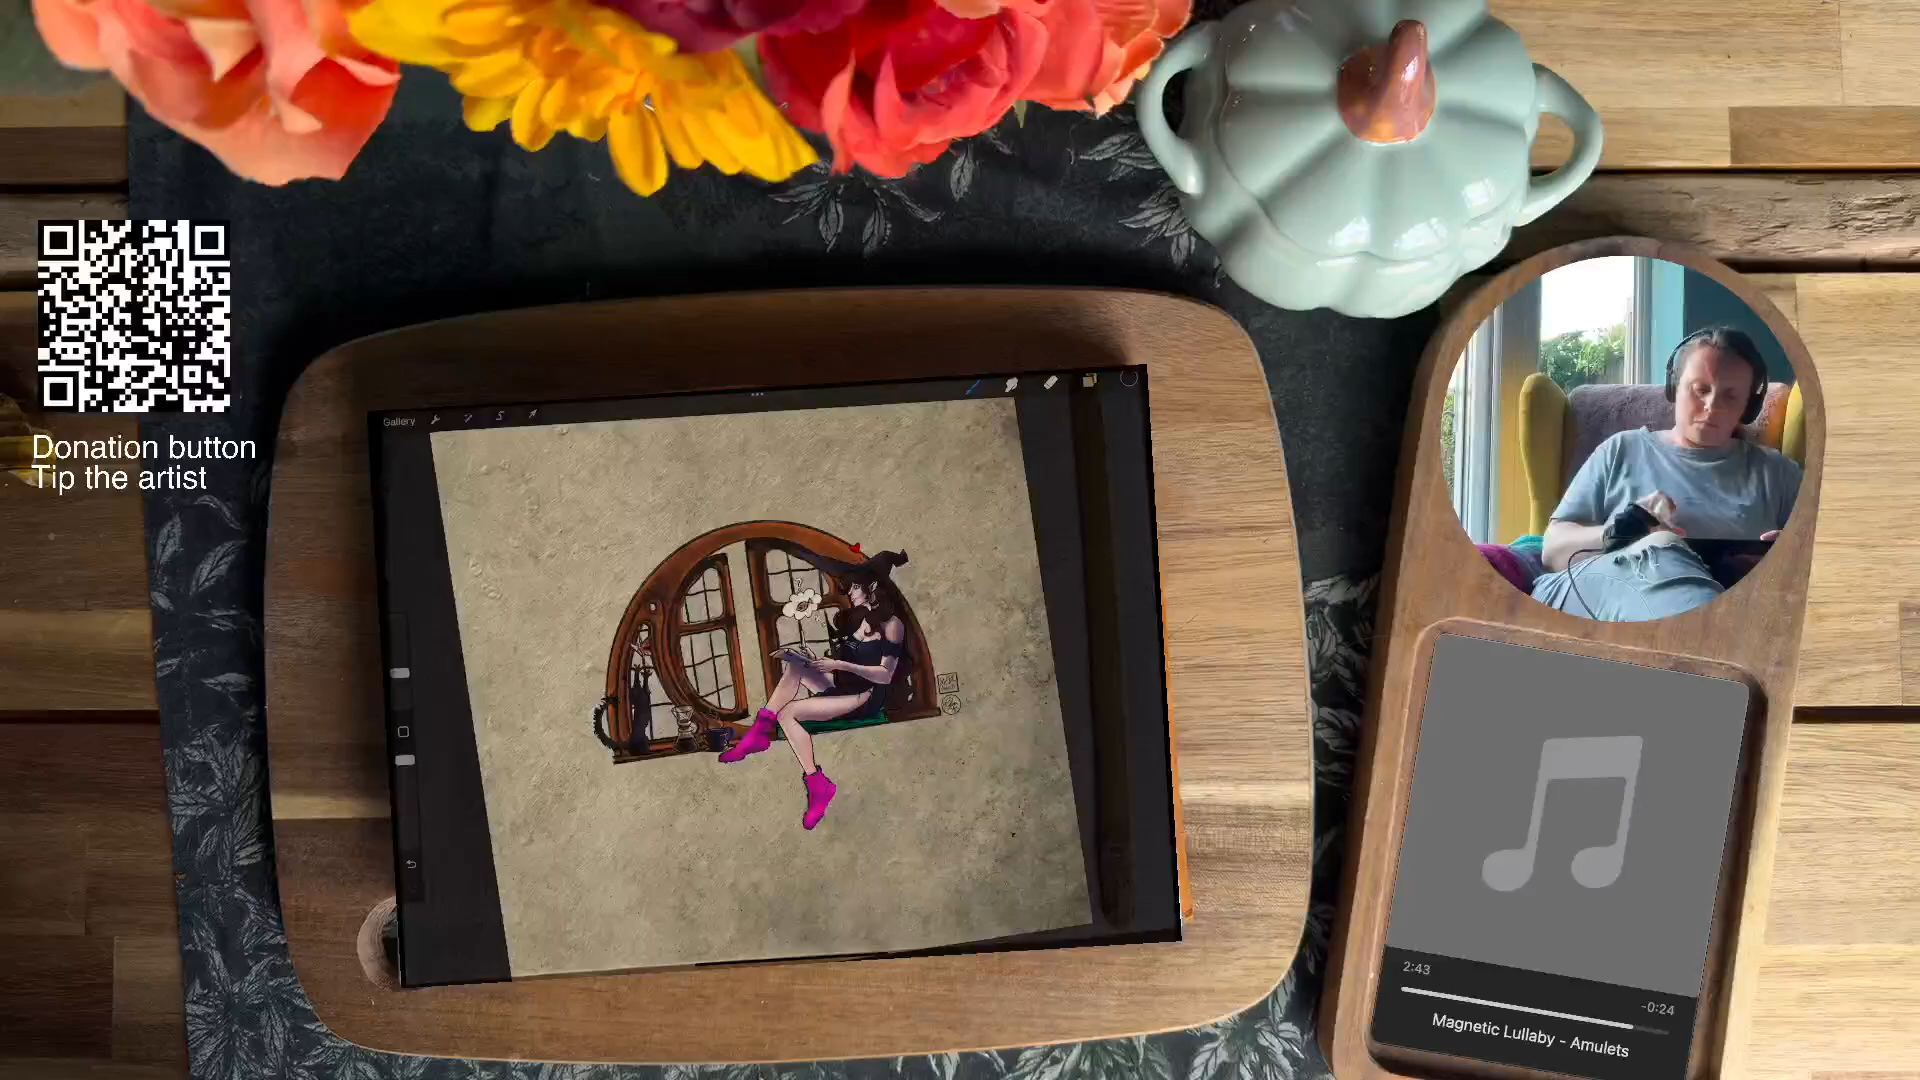 Donation button
Tip the artist
Gallery
2:43
-0:24
Magnetic Lullaby - Amulets